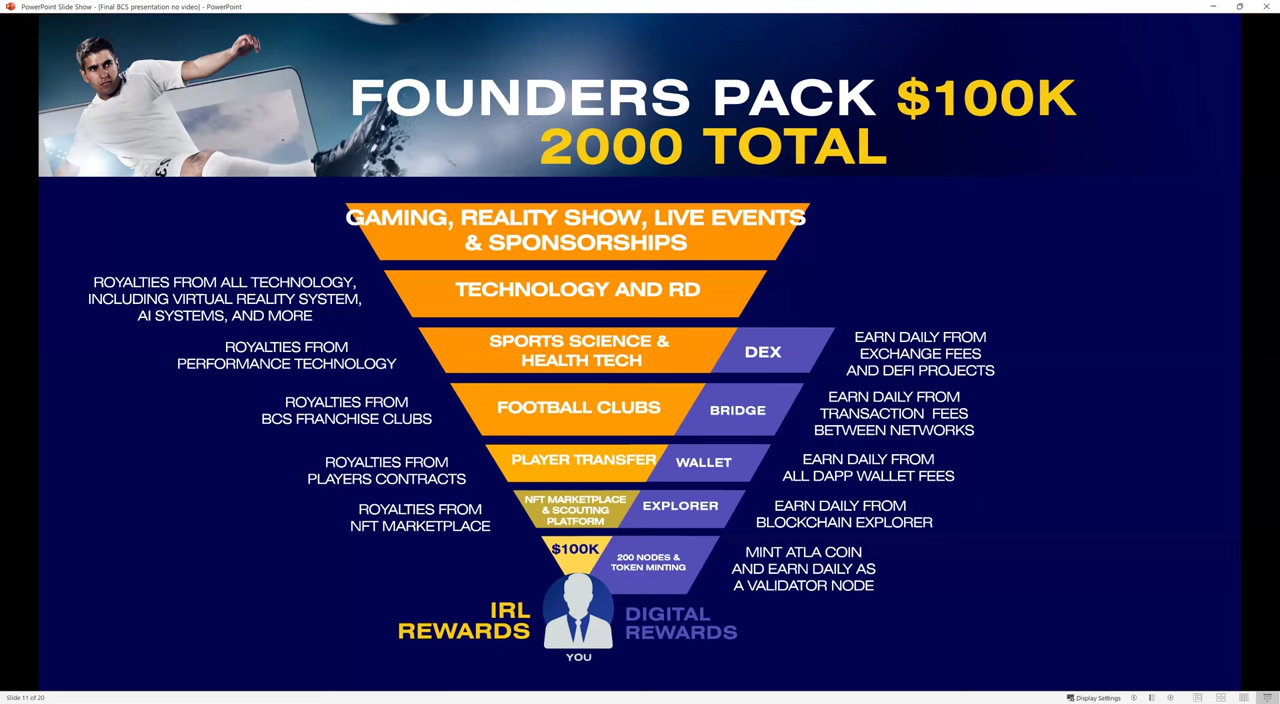 PowerPoint Slide Show - [Final BCS presentation no video] - PowerPoint
FOUNDERS PACK $100K
2000 TOTAL
GAMING, REALITY SHOW, LIVE EVENTS
& SPONSORSHIPS
ROYALTIES FROM ALL TECHNOLOGY,
INCLUDING VIRTUAL REALITY SYSTEM,
AI SYSTEMS, AND MORE
TECHNOLOGY AND RD
ROYALTIES FROM
PERFORMANCE TECHNOLOGY
SPORTS SCIENCE &
HEALTH TECH
DEX
EARN DAILY FROM
EXCHANGE FEES
AND DEFI PROJECTS
ROYALTIES FROM
BCS FRANCHISE CLUBS
FOOTBALL CLUBS
BRIDGE
EARN DAILY FROM
TRANSACTION FEES
BETWEEN NETWORKS
ROYALTIES FROM
PLAYERS CONTRACTS
PLAYER TRANSFER
WALLET
EARN DAILY FROM
ALL DAPP WALLET FEES
ROYALTIES FROM
NFT MARKETPLACE
NFT MARKETPLACE
& SCOUTING
PLATFORM
EXPLORER
EARN DAILY FROM
BLOCKCHAIN EXPLORER
$100K
200 NODES &
TOKEN MINTING
MINT ATLA COIN
AND EARN DAILY AS
A VALIDATOR NODE
IRL
REWARDS
DIGITAL
REWARDS
YOU
Slide 11 of 20
Display Settings